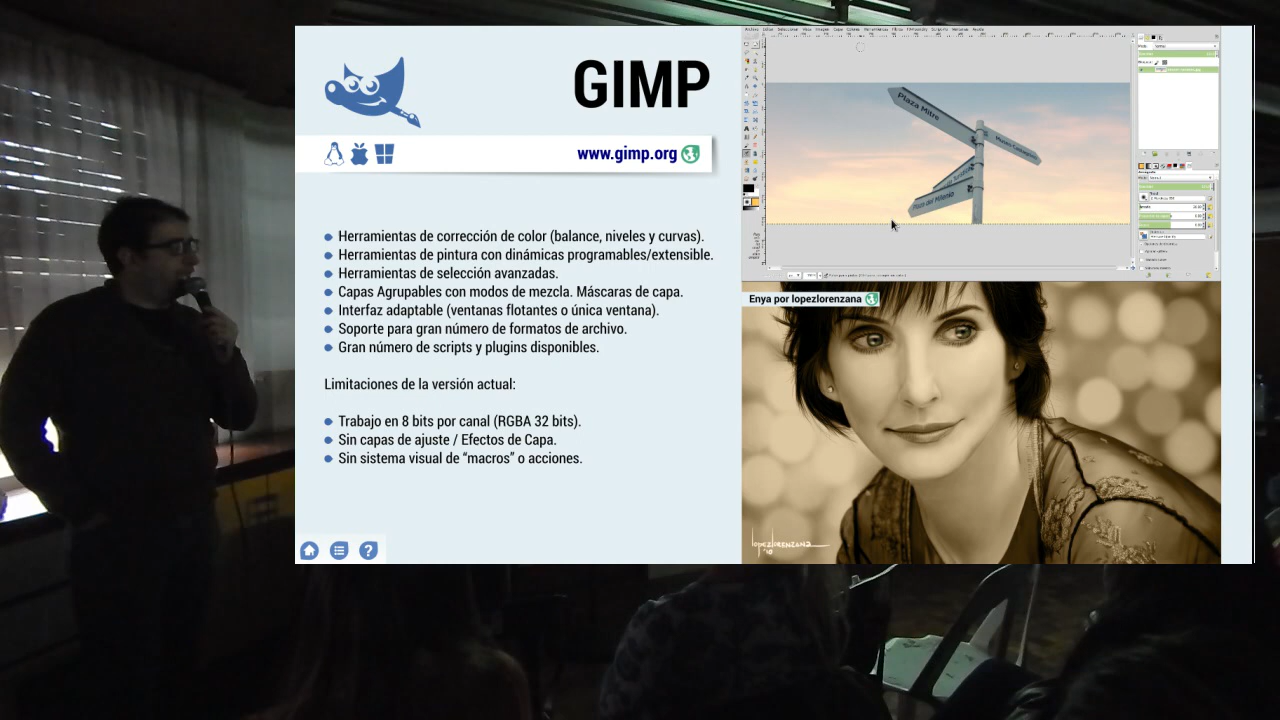 GIMP
www.gimp.org
Herramientas de corrección de color (balance, niveles y curvas).
Herramientas de pintura con dinámicas programables/extensible.
Herramientas de selección avanzadas.
Capas Agrupables con modos de mezcla. Máscaras de capa.
Interfaz adaptable (ventanas flotantes o única ventana).
Soporte para gran número de formatos de archivo.
Gran número de scripts y plugins disponibles.
Limitaciones de la versión actual:
Trabajo en 8 bits por canal (RGBA 32 bits).
Sin capas de ajuste / Efectos de Capa.
Sin sistema visual de “macros” o acciones.
?
Plaza Mitre
Plaza del Milenio
Enya por lopezlorenzana
lopezlorenzana